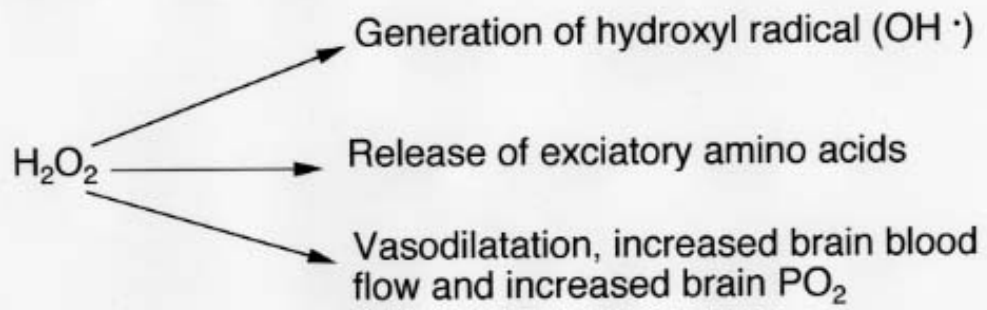 Generation of hydroxyl radical (OH ·)
H₂O₂
Release of exciatory amino acids
Vasodilatation, increased brain blood
flow and increased brain PO₂